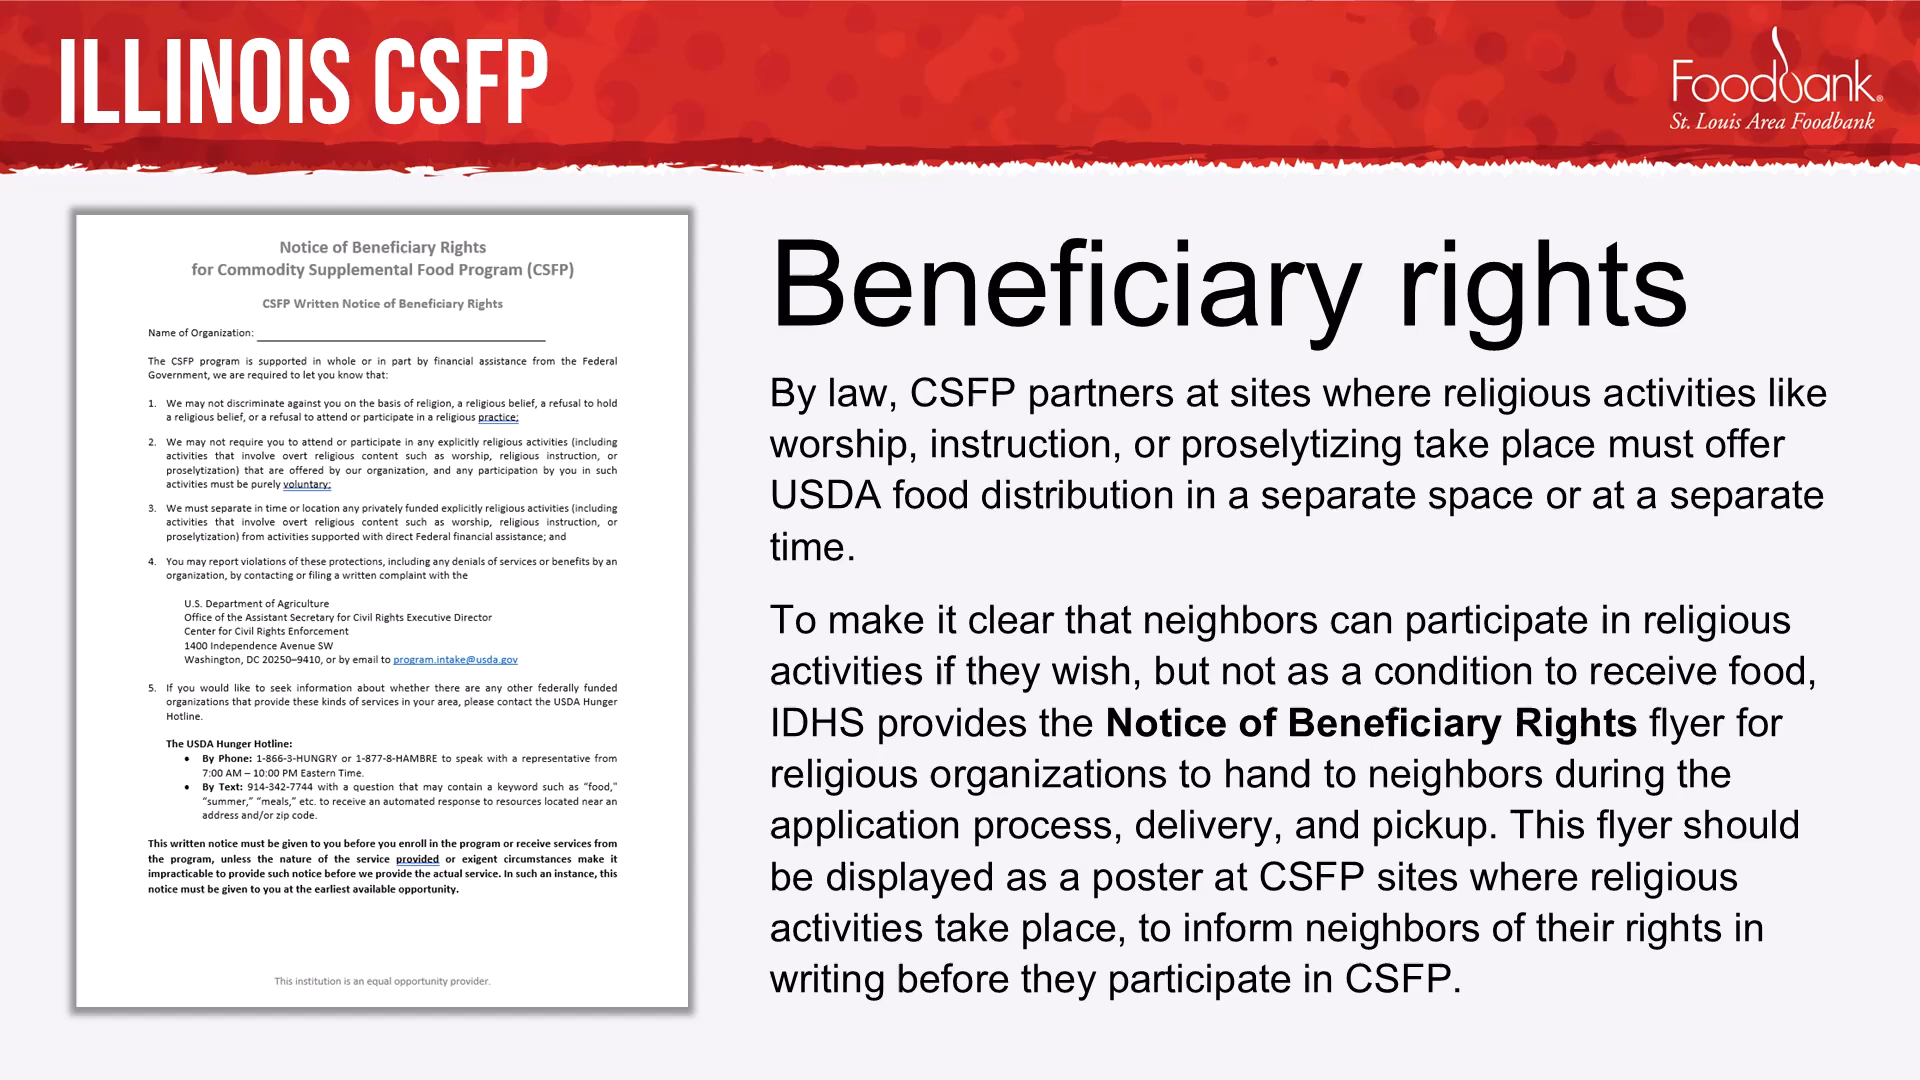 ILLINOIS CSFP
Foodbank®
St. Louis Area Foodbank
Notice of Beneficiary Rights
for Commodity Supplemental Food Program (CSFP)
CSFP Written Notice of Beneficiary Rights
Name of Organization:
The CSFP program is supported in whole or in part by financial assistance from the Federal
Government, we are required to let you know that:
1. We may not discriminate against you on the basis of religion, a religious belief, a refusal to hold
a religious belief, or a refusal to attend or participate in a religious practice;
2. We may not require you to attend or participate in any explicitly religious activities (including
activities that involve overt religious content such as worship, religious instruction, or
proselytization) that are offered by our organization, and any participation by you in such
activities must be purely voluntary;
3. We must separate in time or location any privately funded explicitly religious activities (including
activities that involve overt religious content such as worship, religious instruction, or
proselytization) from activities supported with direct Federal financial assistance; and
4. You may report violations of these protections, including any denials of services or benefits by an
organization, by contacting or filing a written complaint with the
U.S. Department of Agriculture
Office of the Assistant Secretary for Civil Rights Executive Director
Center for Civil Rights Enforcement
1400 Independence Avenue SW
Washington, DC 20250–9410, or by email to program.intake@usda.gov
5. If you would like to seek information about whether there are any other federally funded
organizations that provide these kinds of services in your area, please contact the USDA Hunger
Hotline.
The USDA Hunger Hotline:
• By Phone: 1-866-3-HUNGRY or 1-877-8-HAMBRE to speak with a representative from
7:00 AM – 10:00 PM Eastern Time.
• By Text: 914-342-7744 with a question that may contain a keyword such as “food,”
“summer,” “meals,” etc. to receive an automated response to resources located near an
address and/or zip code.
This written notice must be given to you before you enroll in the program or receive services from
the program, unless the nature of the service provided or exigent circumstances make it
impracticable to provide such notice before we provide the actual service. In such an instance, this
notice must be given to you at the earliest available opportunity.
This institution is an equal opportunity provider.
Beneficiary rights
By law, CSFP partners at sites where religious activities like
worship, instruction, or proselytizing take place must offer
USDA food distribution in a separate space or at a separate
time.
To make it clear that neighbors can participate in religious
activities if they wish, but not as a condition to receive food,
IDHS provides the Notice of Beneficiary Rights flyer for
religious organizations to hand to neighbors during the
application process, delivery, and pickup. This flyer should
be displayed as a poster at CSFP sites where religious
activities take place, to inform neighbors of their rights in
writing before they participate in CSFP.